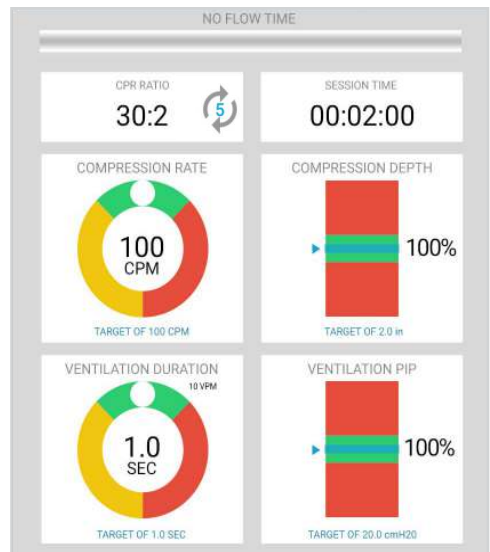 NO FLOW TIME
CPR RATIO
30:2
5
SESSION TIME
00:02:00
COMPRESSION RATE
100
CPM
TARGET OF 100 CPM
COMPRESSION DEPTH
100%
TARGET OF 2.0 in
VENTILATION DURATION
10 VPM
1.0
SEC
TARGET OF 1.0 SEC
VENTILATION PIP
100%
TARGET OF 20.0 cmH20